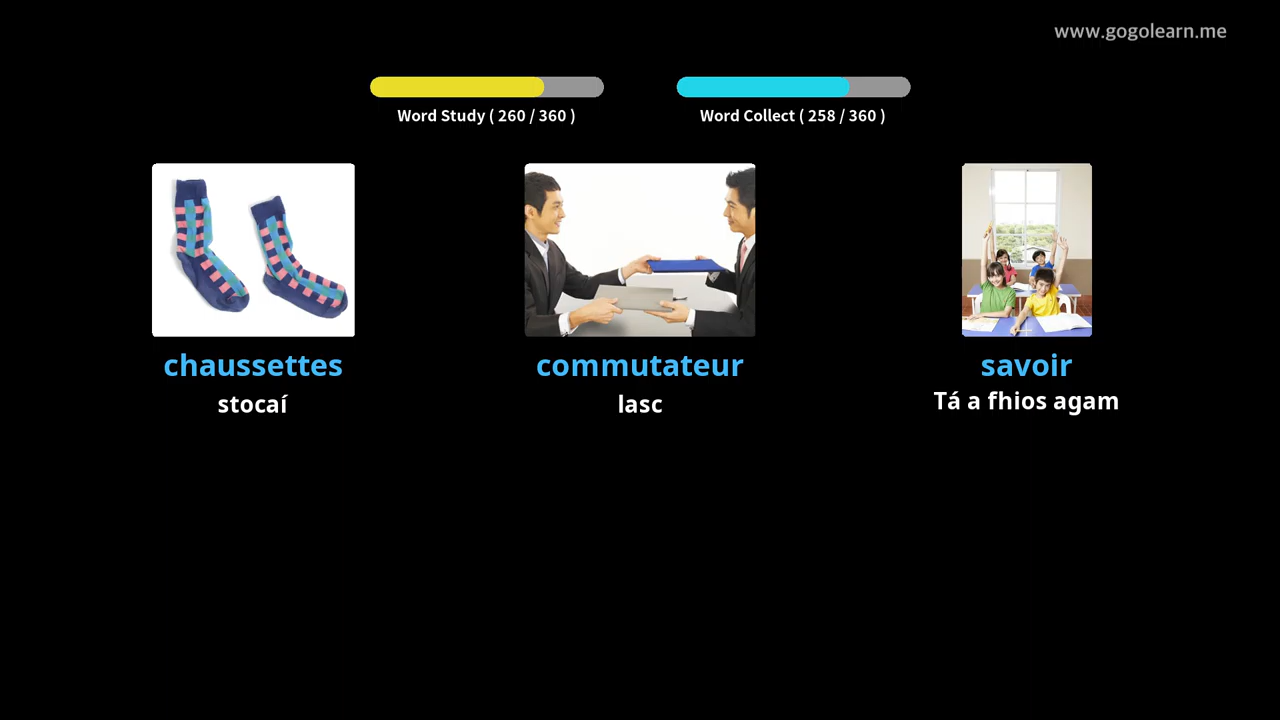 www.gogolearn.me
Word Study ( 260 / 360 )
Word Collect ( 258 / 360 )
chaussettes
commutateur
savoir
stocaí
lasc
Tá a fhios agam